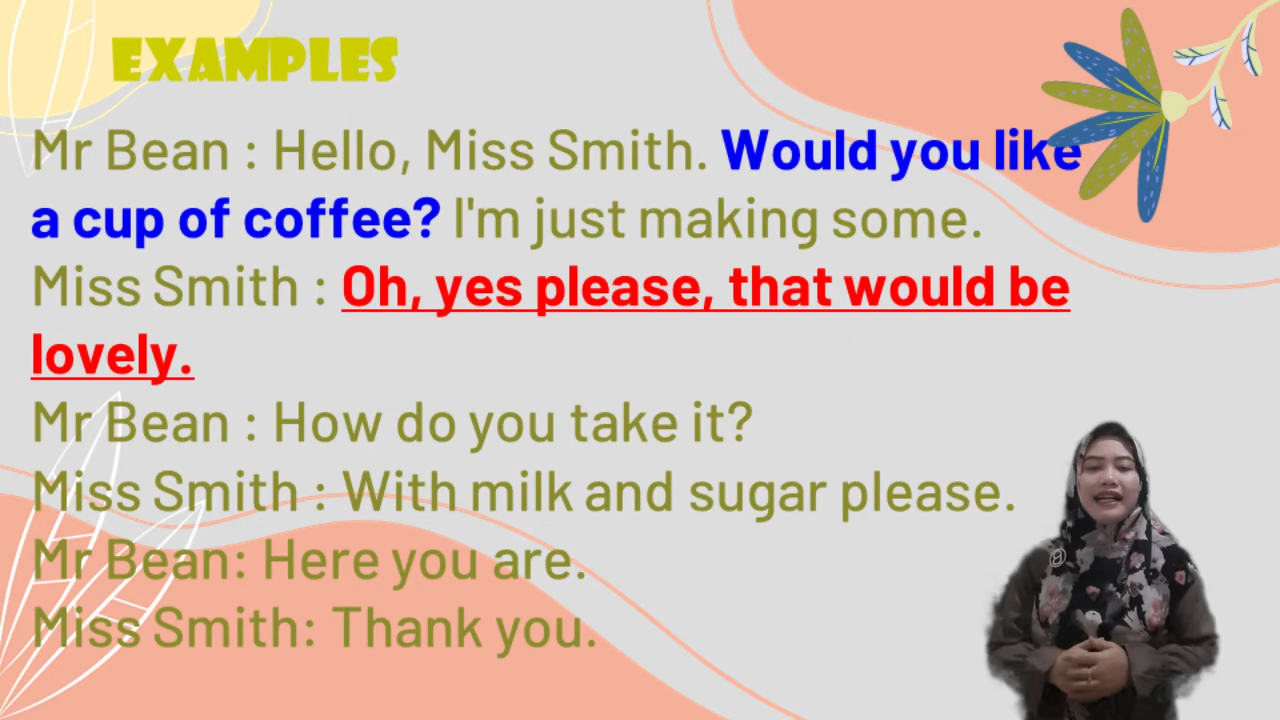 EXAMPLES
Mr Bean : Hello, Miss Smith. Would you like
a cup of coffee? I'm just making some.
Miss Smith : Oh, yes please, that would be
lovely.
Mr Bean : How do you take it?
Miss Smith : With milk and sugar please.
Mr Bean: Here you are.
Miss Smith: Thank you.